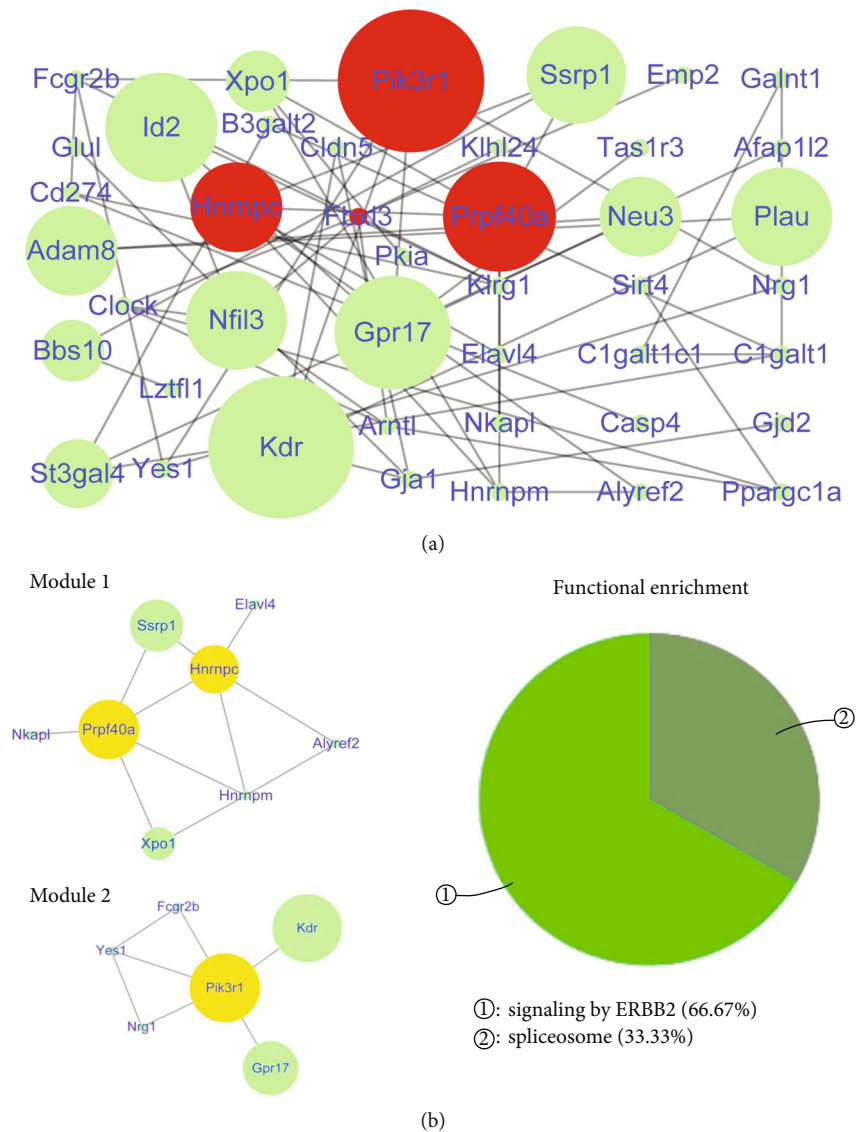 Fcgr2b
Xpo1
Pik3r1
Ssrp1
Emp2
Galnt1
Id2
B3galt2
Glul
Cldn5
Klhl24
Tas1r3
Afap1l2
Cd274
Hnrnpc
Fbxl3
Prpf40a
Neu3
Plau
Adam8
Pkia
Klrg1
Sirt4
Nrg1
Clock
Nfil3
Gpr17
Bbs10
Elavl4
C1galt1c1
C1galt1
Lztfl1
Kdr
Arntl
Nkapl
Casp4
Gjd2
St3gal4
Yes1
Gja1
Hnrnpm
Alyref2
Ppargc1a
(a)
Module 1
Elavl4
Ssrp1
Hnrnpc
Nkapl
Prpf40a
Alyref2
Hnrnpm
Xpo1
Module 2
Fcgr2b
Kdr
Yes1
Pik3r1
Nrg1
Gpr17
Functional enrichment
②
①
①: signaling by ERBB2 (66.67%)
②: spliceosome (33.33%)
(b)